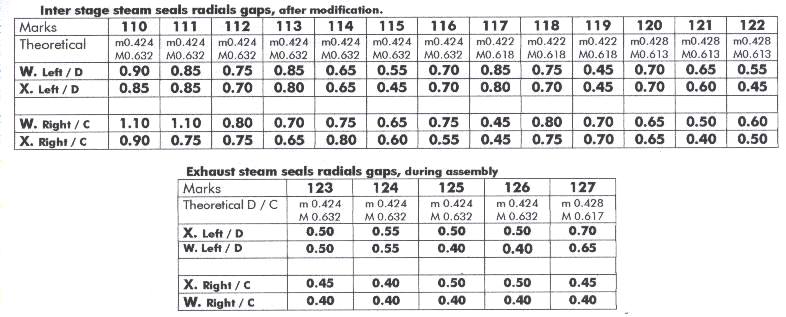 Inter stage steam seals radials gaps, after modification.
Marks 110 111 112 113 114 115 116 117 118 119 120 121 122
Theoretical m0.424 m0.424 m0.424 m0.424 m0.424 m0.424 m0.424 m0.422 m0.422 m0.422 m0.428 m0.428 m0.428
M0.632 M0.632 M0.632 M0.632 M0.632 M0.632 M0.632 M0.618 M0.618 M0.618 M0.613 M0.613 M0.613
W. Left / D 0.90 0.85 0.75 0.85 0.65 0.55 0.70 0.85 0.75 0.45 0.70 0.65 0.55
X. Left / D 0.85 0.85 0.70 0.80 0.65 0.45 0.70 0.80 0.70 0.45 0.70 0.60 0.45
W. Right / C 1.10 1.10 0.80 0.70 0.75 0.65 0.75 0.45 0.80 0.70 0.65 0.50 0.60
X. Right / C 0.90 0.75 0.75 0.65 0.80 0.60 0.55 0.45 0.75 0.70 0.65 0.40 0.50
Exhaust steam seals radials gaps, during assembly
Marks 123 124 125 126 127
Theoretical D / C m 0.424 m 0.424 m 0.424 m 0.424 m 0.428
M 0.632 M 0.632 M 0.632 M 0.632 M 0.617
X. Left / D 0.50 0.55 0.50 0.50 0.70
W. Left / D 0.50 0.55 0.40 0.40 0.65
X. Right / C 0.45 0.40 0.50 0.50 0.45
W. Right / C 0.40 0.40 0.40 0.40 0.40